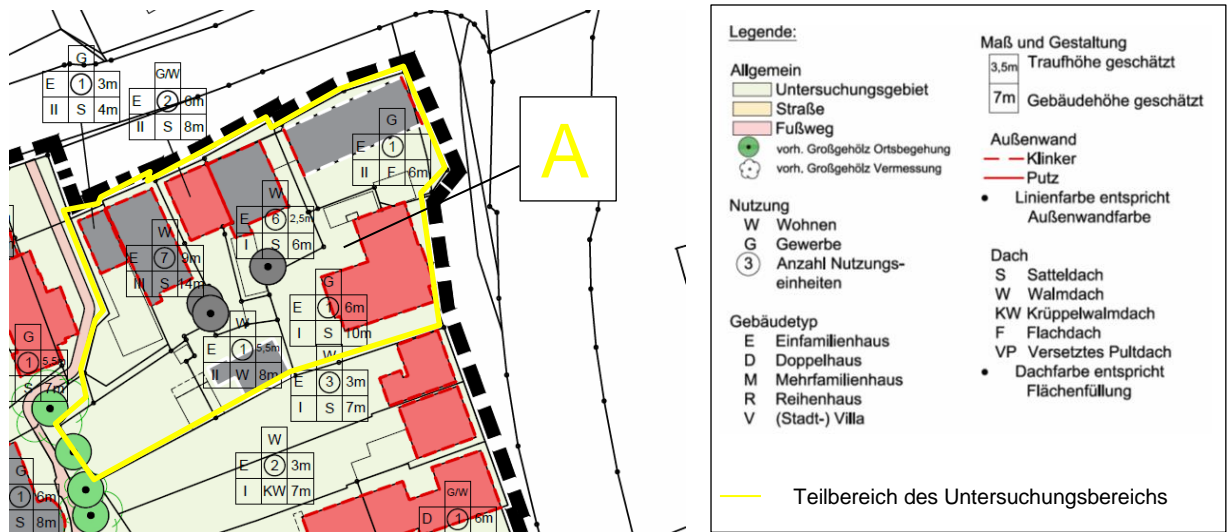 G
E 1 3m
II S 4m
G/W
E 2 6m
II S 8m
G
E 1
II F 6m
A
W
E 6 2,5m
I S 6m
W
E 7 9m
III S 14m
G
E 1 6m
I S 10m
W
E 1 5,5m
II W 8m
W
E 3 3m
I S 7m
G
1 5,5m
S 7m
W
E 2 3m
I KW 7m
G
1 6m
S 8m
G/W
D 1 6m
Legende:
Allgemein
Untersuchungsgebiet
Straße
Fußweg
vorh. Großgehölz Ortsbegehung
vorh. Großgehölz Vermessung
Nutzung
W Wohnen
G Gewerbe
3 Anzahl Nutzungs-
einheiten
Gebäudetyp
E Einfamilienhaus
D Doppelhaus
M Mehrfamilienhaus
R Reihenhaus
V (Stadt-) Villa
Maß und Gestaltung
3,5m Traufhöhe geschätzt
7m Gebäudehöhe geschätzt
Außenwand
Klinker
Putz
• Linienfarbe entspricht
Außenwandfarbe
Dach
S Satteldach
W Walmdach
KW Krüppelwalmdach
F Flachdach
VP Versetztes Pultdach
• Dachfarbe entspricht
Flächenfüllung
Teilbereich des Untersuchungsbereichs